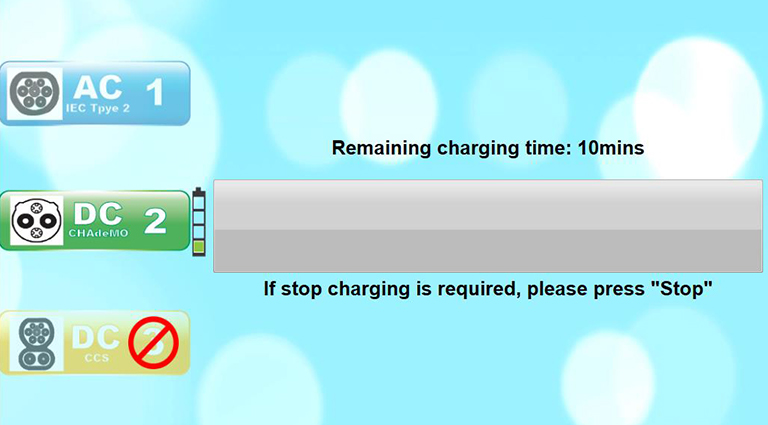 AC 1
IEC Tpye 2
Remaining charging time: 10mins
DC 2
CHAdeMO
If stop charging is required, please press "Stop"
DC 3
CCS